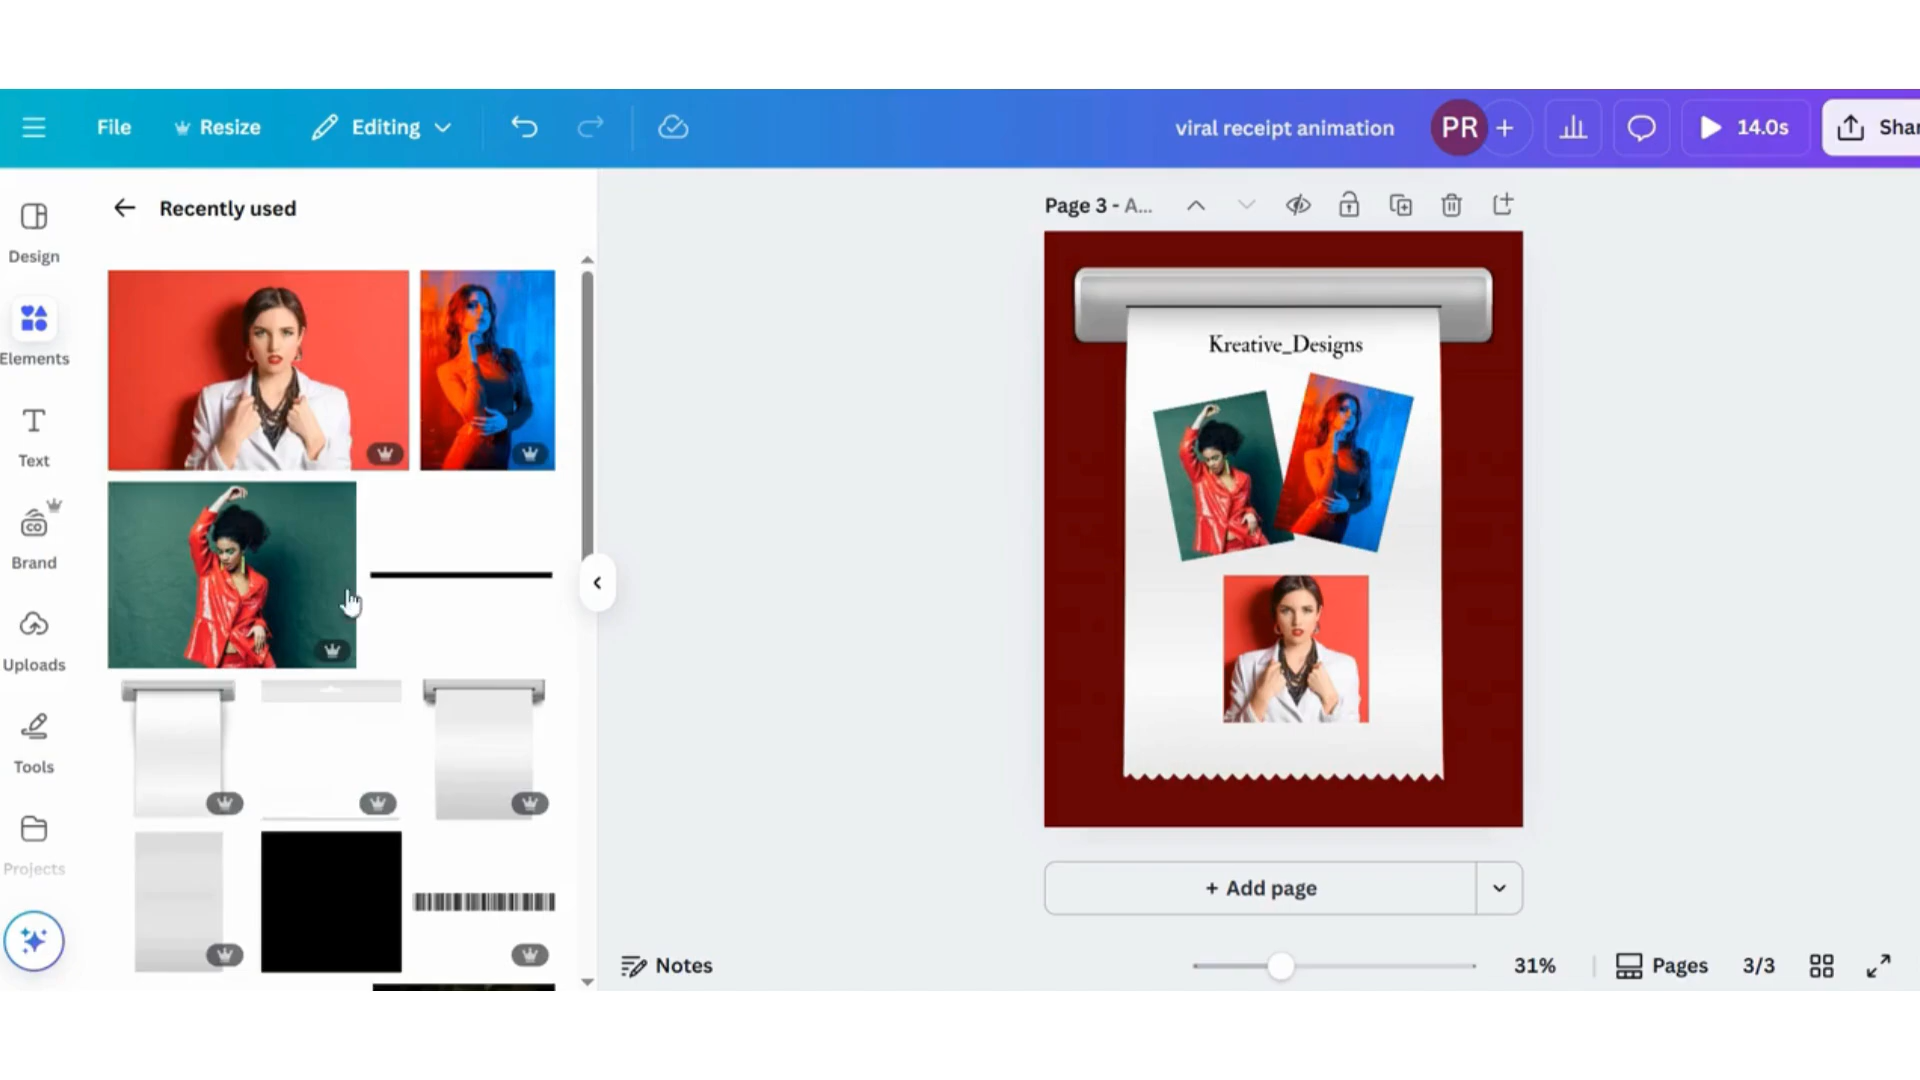 File
Resize
Editing
viral receipt animation
PR
+
14.0s
Shar
Design
Elements
Text
CO
Brand
Uploads
Tools
Projects
Recently used
Page 3 - A...
Kreative_Designs
+ Add page
Notes
31%
Pages
3/3